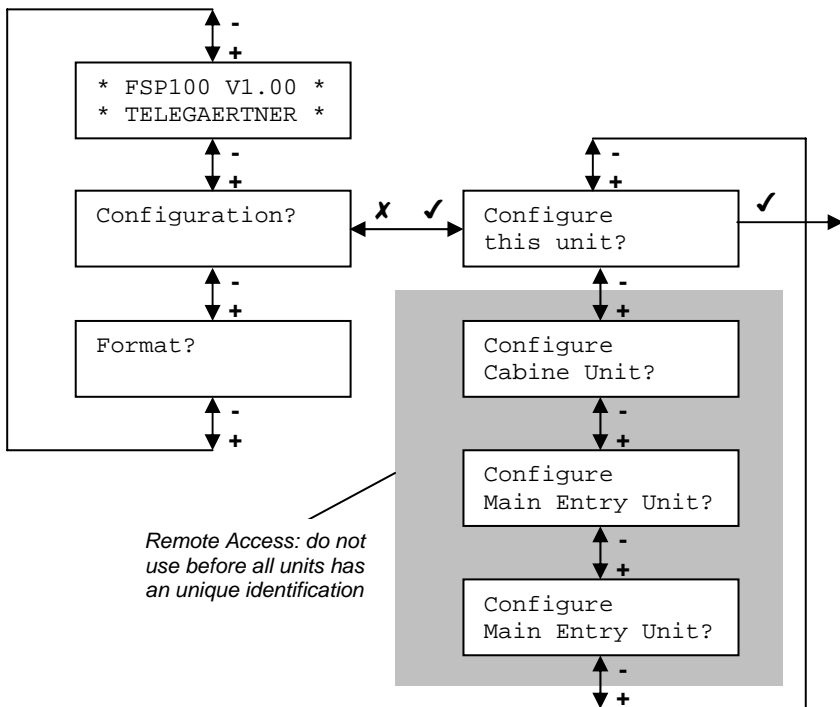 -
+
* FSP100 V1.00 *
* TELEGAERTNER *
-
+
Configuration?
✗ ✓
-
+
Format?
-
+
-
+
Configure
this unit?
✓
-
+
Configure
Cabine Unit?
-
+
Configure
Main Entry Unit?
-
+
Configure
Main Entry Unit?
-
+
Remote Access: do not
use before all units has
an unique identification